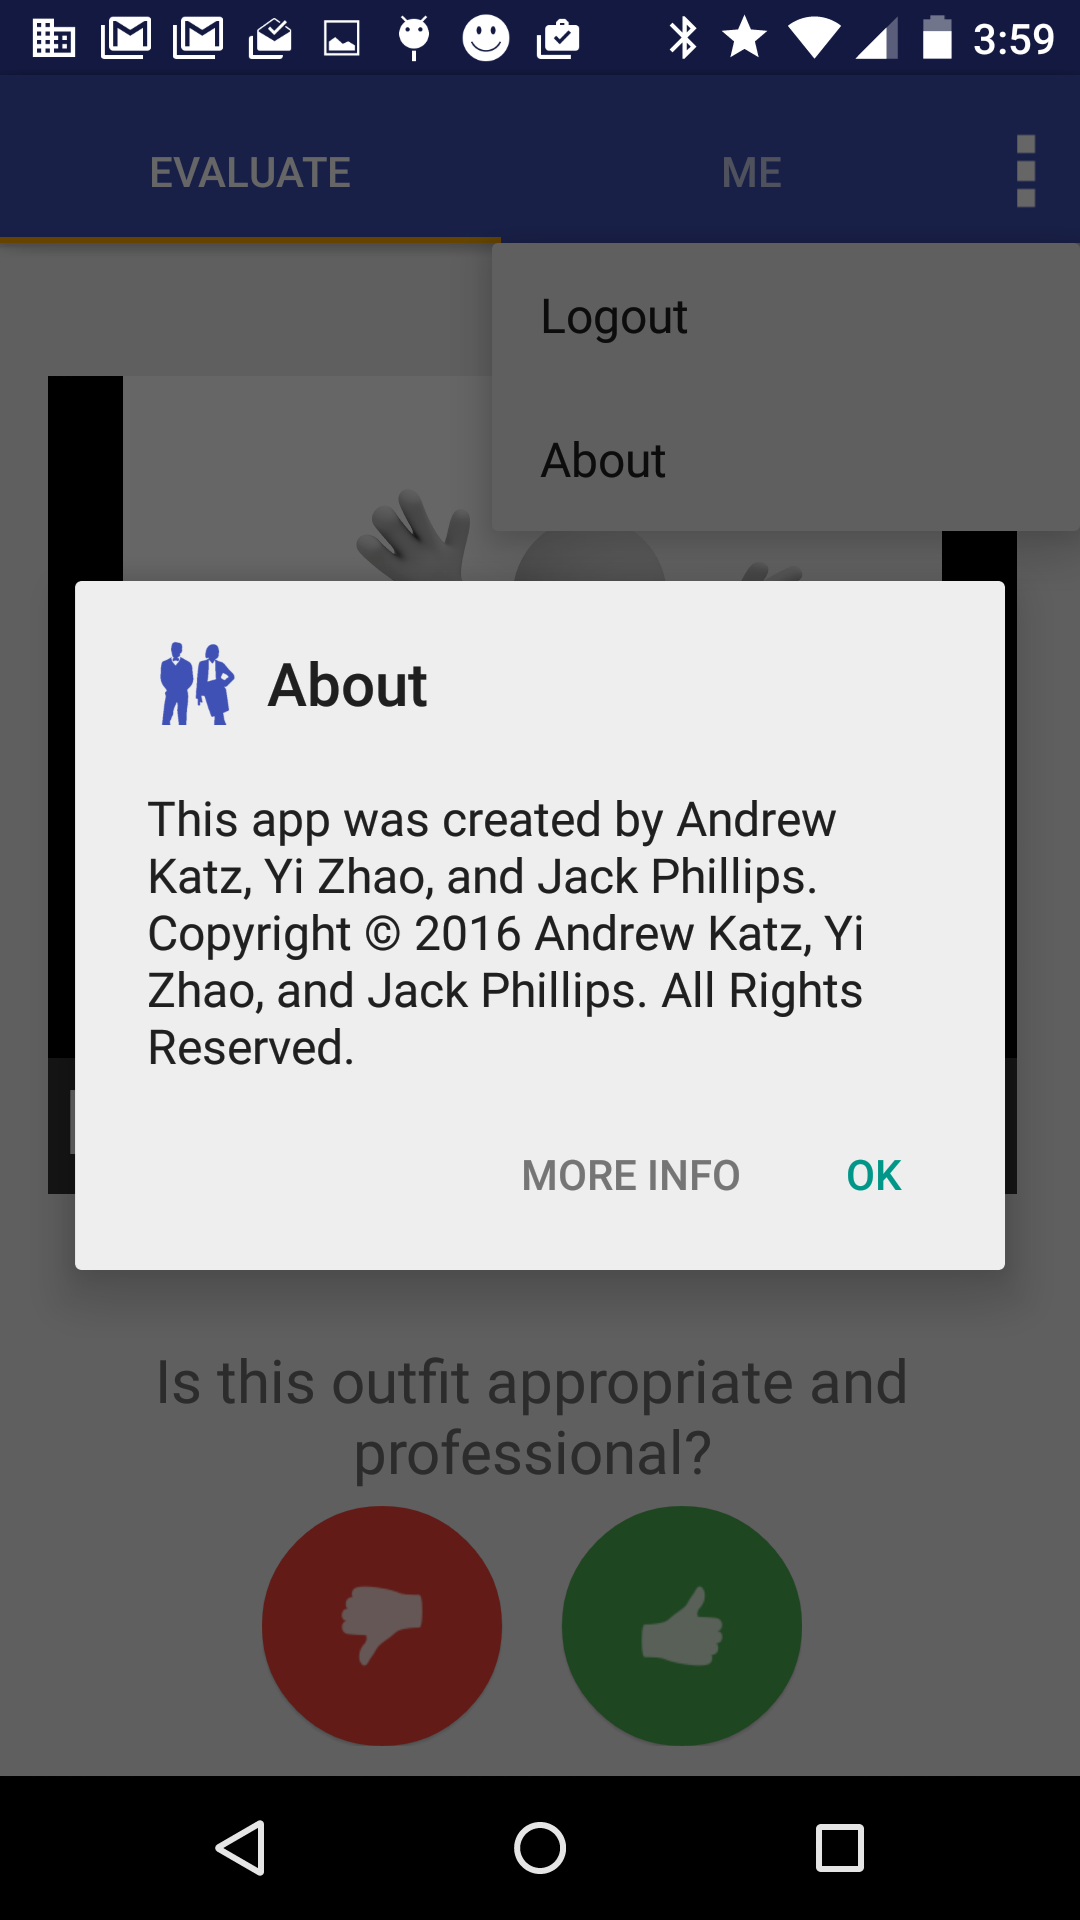 3:59
EVALUATE
ME
Logout
About
About
This app was created by Andrew
Katz, Yi Zhao, and Jack Phillips.
Copyright © 2016 Andrew Katz, Yi
Zhao, and Jack Phillips. All Rights
Reserved.
MORE INFO
OK
Is this outfit appropriate and
professional?